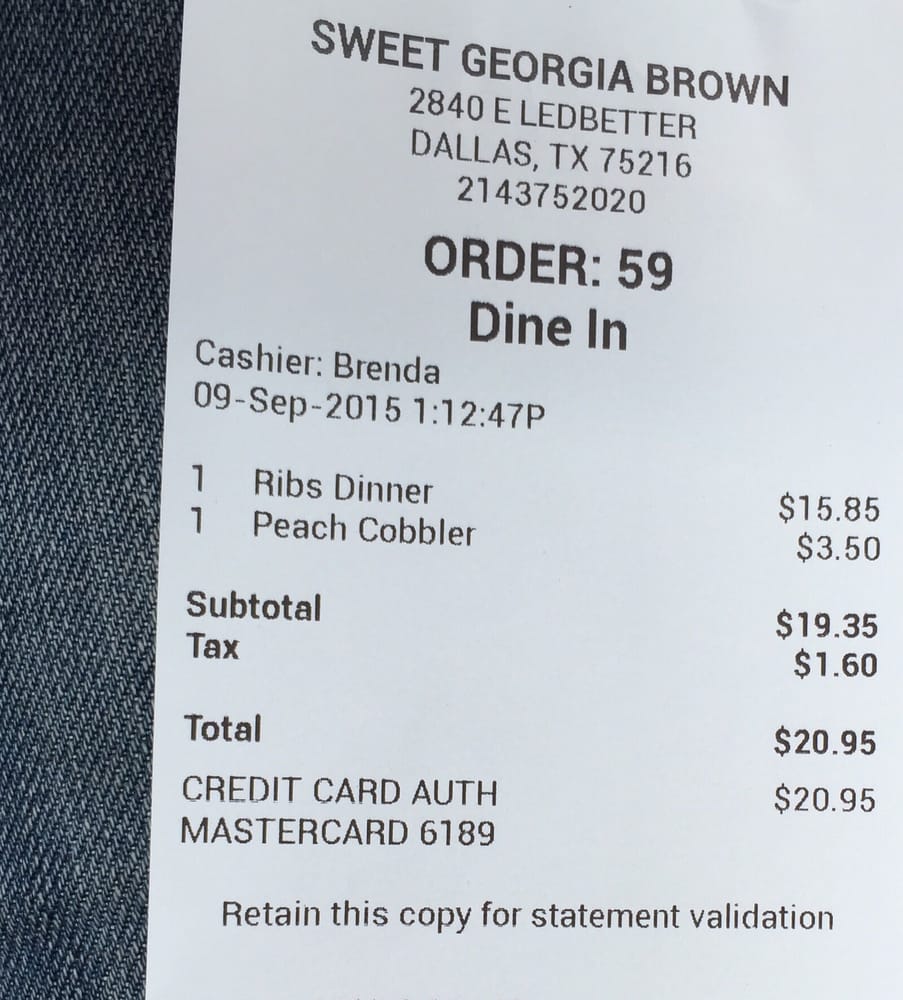 SWEET GEORGIA BROWN
2840 E LEDBETTER
DALLAS, TX 75216
2143752020
ORDER: 59
Dine In
Cashier: Brenda
09-Sep-2015 1:12:47P
1 Ribs Dinner $15.85
1 Peach Cobbler $3.50
Subtotal $19.35
Tax $1.60
Total $20.95
CREDIT CARD AUTH $20.95
MASTERCARD 6189
Retain this copy for statement validation